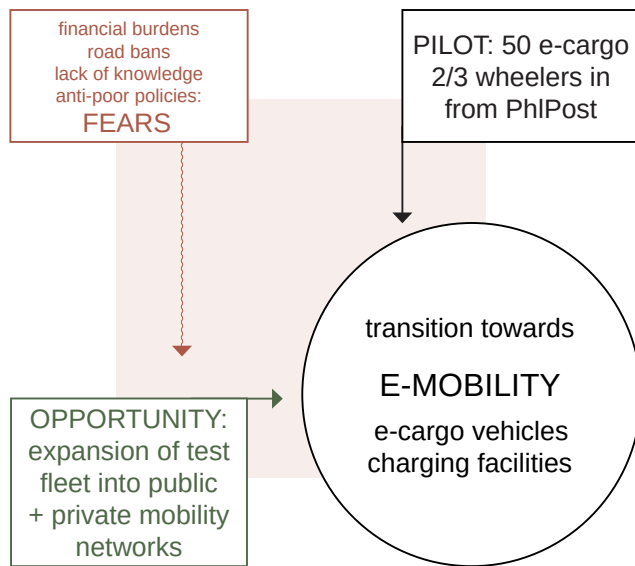 financial burdens
road bans
lack of knowledge
anti-poor policies:
FEARS
PILOT: 50 e-cargo
2/3 wheelers in
from PhlPost
transition towards
E-MOBILITY
e-cargo vehicles
charging facilities
OPPORTUNITY:
expansion of test
fleet into public
+ private mobility
networks